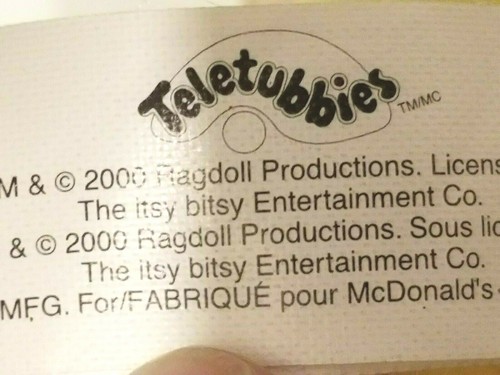 Teletubbies TM/MC
M & © 2000 Ragdoll Productions. Licens
The itsy bitsy Entertainment Co.
& © 2000 Ragdoll Productions. Sous lic
The itsy bitsy Entertainment Co.
MFG. For/FABRIQUÉ pour McDonald's